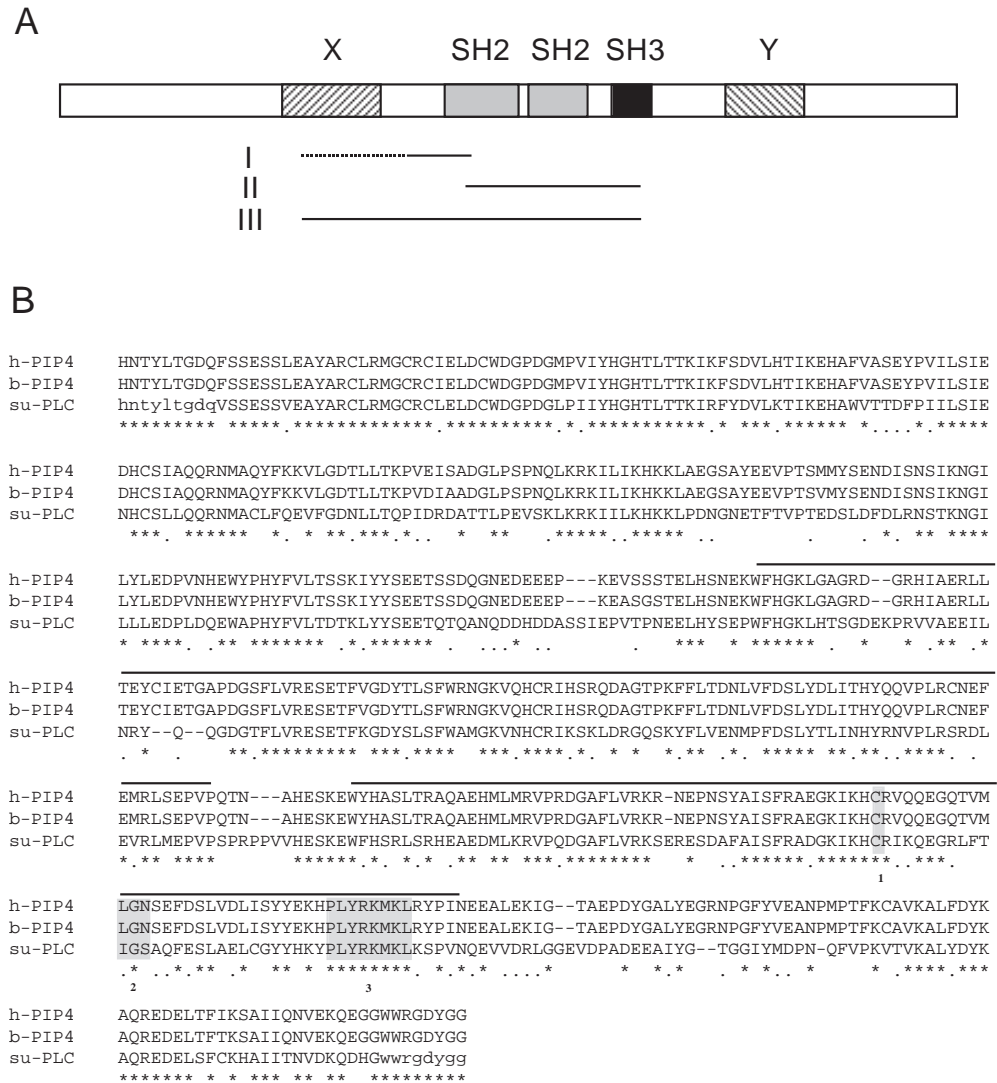 A
X SH2 SH2 SH3 Y
I
II
III
B
h-PIP4 HNTYLTGDQFSSESSLEAYARCLRMGCRCIELDCWDGPDGMPVIYHGHTLTTKIKFSDVLHTIKEHAFVASEYPVILSIE
b-PIP4 HNTYLTGDQFSSESSLEAYARCLRMGCRCIELDCWDGPDGMPVIYHGHTLTTKIKFSDVLHTIKEHAFVASEYPVILSIE
su-PLC hntyltgdqVSSESSVEAYARCLRMGCRCLELDCWDGPDGLPIIYHGHTLTTKIRFYDVLKTIKEHAWVTTDFPIILSIE
********* *****.*************.**********.*.*********** .* ***.****** *....*.*****
h-PIP4 DHCSIAQQRNMAQYFKKVLGDTLLTKPVEISADGLPSPNQLKRKILIKHKKLAEGSAYEEVPTSMMYSENDISNSIKNGI
b-PIP4 DHCSIAQQRNMAQYFKKVLGDTLLTKPVDIAADGLPSPNQLKRKILIKHKKLAEGSAYEEVPTSVMYSENDISNSIKNGI
su-PLC NHCSLLQQRNMACLFQEVFGDNLLTQPIDRDATTLPEVSKLKRKIILKHKKLPDNGNETFTVPTEDSLDFDLRNSTKNGI
***. ***** *. * ** *** *.. * ** ..*****..***** .. . .. *. ** ****
h-PIP4 LYLEDPVNHEWYPHYFVLTSSKIYYSEETSSDQGNEDEEEP---KEVSSSTELHSNEKWFHGKLGAGRD--GRHIAERLL
b-PIP4 LYLEDPVNHEWYPHYFVLTSSKIYYSEETSSDQGNEDEEEP---KEASGSTELHSNEKWFHGKLGAGRD--GRHIAERLL
su-PLC LLLEDPLDQEWAPHYFVLTDTKLYYSEETQTQANQDDHDDASSIEPVTPNEELHYSEPWFHGKLHTSGDEKPRVVAEEIL
* ****. .** ******* .*.****** . ... .* *** .* ****** . * * .** .*
h-PIP4 TEYCIETGAPDGSFLVRESETFVGDYTLSFWRNGKVQHCRIHSRQDAGTPKFFLTDNLVFDSLYDLITHYQQVPLRCNEF
b-PIP4 TEYCIETGAPDGSFLVRESETFVGDYTLSFWRNGKVQHCRIHSRQDAGTPKFFLTDNLVFDSLYDLITHYQQVPLRCNEF
su-PLC NRY--Q--QGDGTFLVRESETFKGDYSLSFWAMGKVNHCRIKSKLDRGQSKYFLVENMPFDSLYTLINHYRNVPLRSRDL
. * . **.********* ***.**** *** ****.*. * * *.** .*. ***** ** **..**** ..
h-PIP4 EMRLSEPVPQTN---AHESKEWYHASLTRAQAEHMLMRVPRDGAFLVRKR-NEPNSYAISFRAEGKIKHCRVQQEGQTVM
b-PIP4 EMRLSEPVPQTN---AHESKEWYHASLTRAQAEHMLMRVPRDGAFLVRKR-NEPNSYAISFRAEGKIKHCRVQQEGQTVM
su-PLC EVRLMEPVPSPRPPVVHESKEWFHSRLSRHEAEDMLKRVPQDGAFLVRKSERESDAFAISFRADGKIKHCRIKQEGRLFT
*.** **** ******.*. *.* .** ** ***.******** .* ...******.*******..***. .
1
h-PIP4 LGNSEFDSLVDLISYYEKHPLYRKMKLRYPINEEALEKIG--TAEPDYGALYEGRNPGFYVEANPMPTFKCAVKALFDYK
b-PIP4 LGNSEFDSLVDLISYYEKHPLYRKMKLRYPINEEALEKIG--TAEPDYGALYEGRNPGFYVEANPMPTFKCAVKALFDYK
su-PLC IGSAQFESLAELCGYYHKYPLYRKMKLKSPVNQEVVDRLGGEVDPADEEAIYG--TGGIYMDPN-QFVPKVTVKALYDYK
.*..*.**..* .** *.********. *.*.*.....* * *.* *.*. * * .****.***
2 3
h-PIP4 AQREDELTFIKSAIIQNVEKQEGGWWRGDYGG
b-PIP4 AQREDELTFTKSAIIQNVEKQEGGWWRGDYGG
su-PLC AQREDELSFCKHAIITNVDKQDHGwwrgdygg
******* * * *** ** ** *********